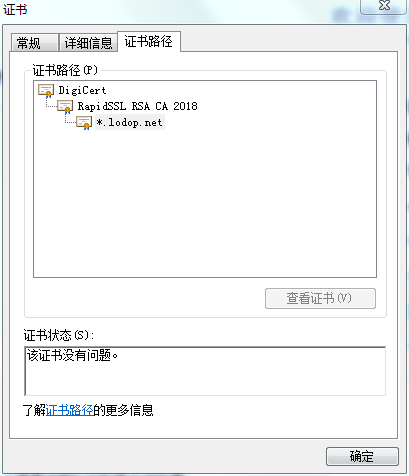 证书
常规
详细信息
证书路径
证书路径(P)
DigiCert
RapidSSL RSA CA 2018
*.lodop.net
查看证书(V)
证书状态(S):
该证书没有问题。
了解证书路径的更多信息
确定